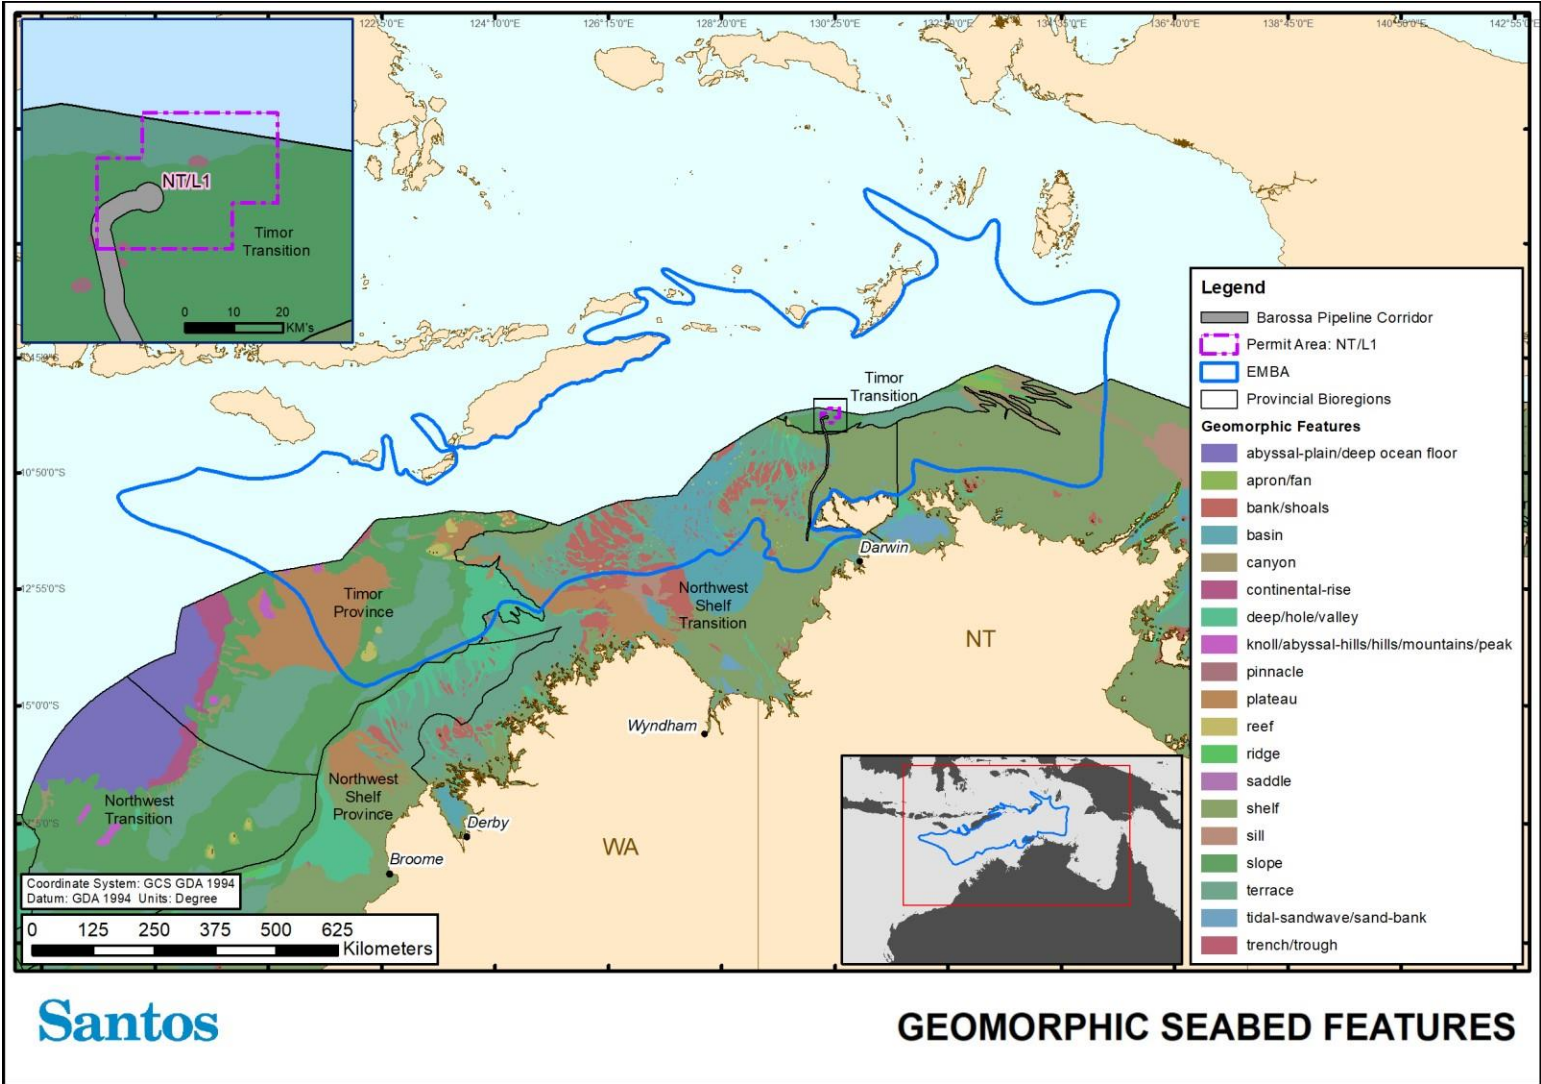 122°5'0"E
124°10'0"E
126°15'0"E
128°20'0"E
130°25'0"E
136°40'0"E
138°45'0"E
142°55'0"E
NT/L1
Timor
Transition
0 10 20
KM's
10°50'0"S
15°0'0"S
Timor
Transition
Timor
Province
Northwest
Shelf
Transition
Northwest
Shelf
Province
Northwest
Transition
Darwin
Wyndham
Derby
Broome
NT
WA
Legend
Barossa Pipeline Corridor
Permit Area: NT/L1
EMBA
Provincial Bioregions
Geomorphic Features
abyssal-plain/deep ocean floor
apron/fan
bank/shoals
basin
canyon
continental-rise
deep/hole/valley
knoll/abyssal-hills/hills/mountains/peak
pinnacle
plateau
reef
ridge
saddle
shelf
sill
slope
terrace
tidal-sandwave/sand-bank
trench/trough
Coordinate System: GCS GDA 1994
Datum: GDA 1994 Units: Degree
0 125 250 375 500 625
Kilometers
Santos
GEOMORPHIC SEABED FEATURES